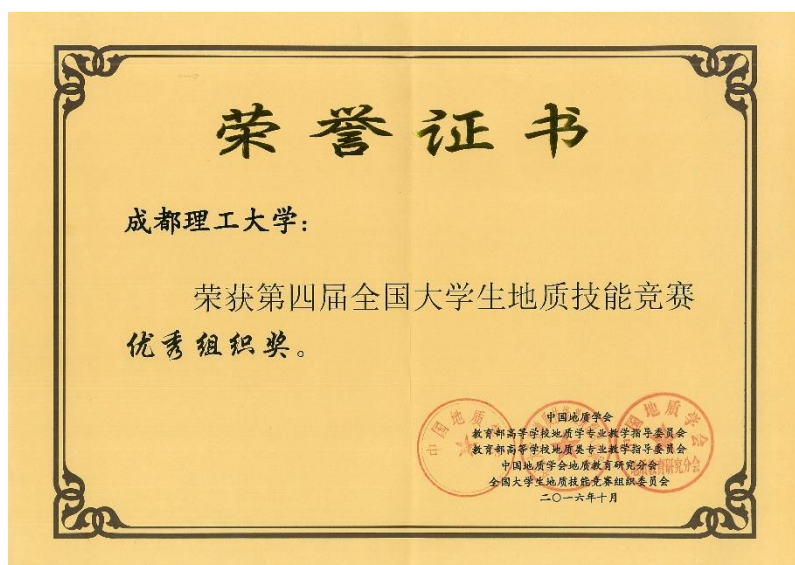 荣誉证书
成都理工大学:
荣获第四届全国大学生地质技能竞赛
优秀组织奖。
中国地质学会
教育部高等学校地质学专业教学指导委员会
教育部高等学校地质类专业教学指导委员会
中国地质学会地质教育研究分会
全国大学生地质技能竞赛组织委员会
二〇一六年十月